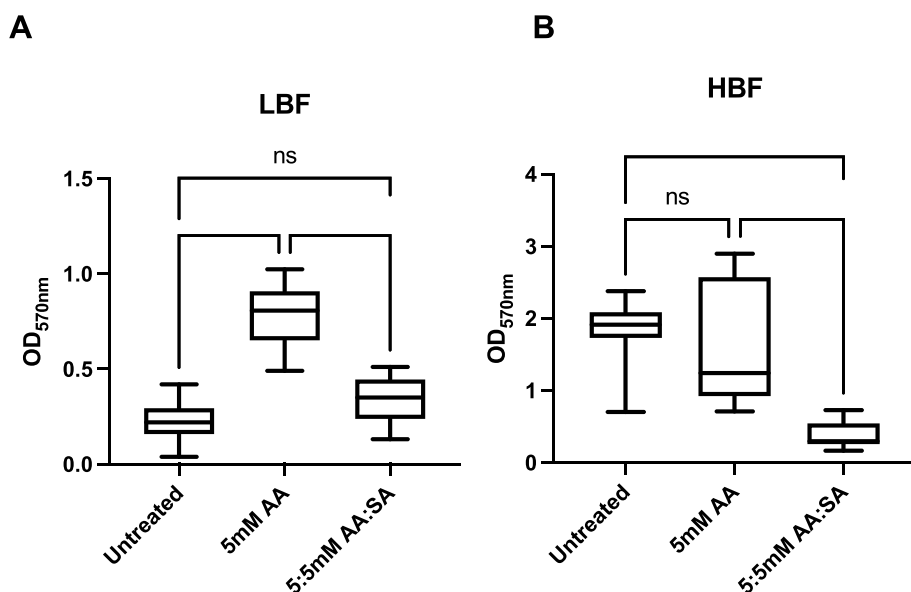 A
LBF
ns
1.5
1.0
0.5
0.0
OD570nm
Untreated
5mM AA
5:5mM AA:SA
B
HBF
ns
4
3
2
1
0
OD570nm
Untreated
5mM AA
5:5mM AA:SA